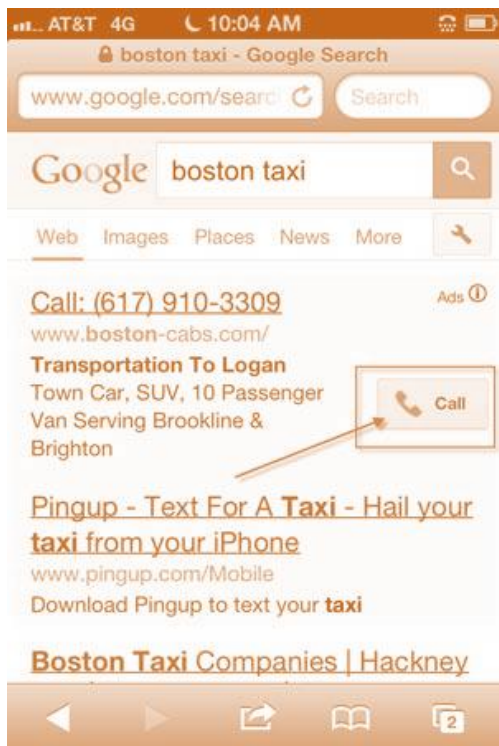 AT&T 4G 10:04 AM
boston taxi - Google Search
www.google.com/searc Search
Google boston taxi
Web Images Places News More
Call: (617) 910-3309 Ads
www.boston-cabs.com/
Transportation To Logan
Town Car, SUV, 10 Passenger
Van Serving Brookline &
Brighton
Call
Pingup - Text For A Taxi - Hail your
taxi from your iPhone
www.pingup.com/Mobile
Download Pingup to text your taxi
Boston Taxi Companies | Hackney
2